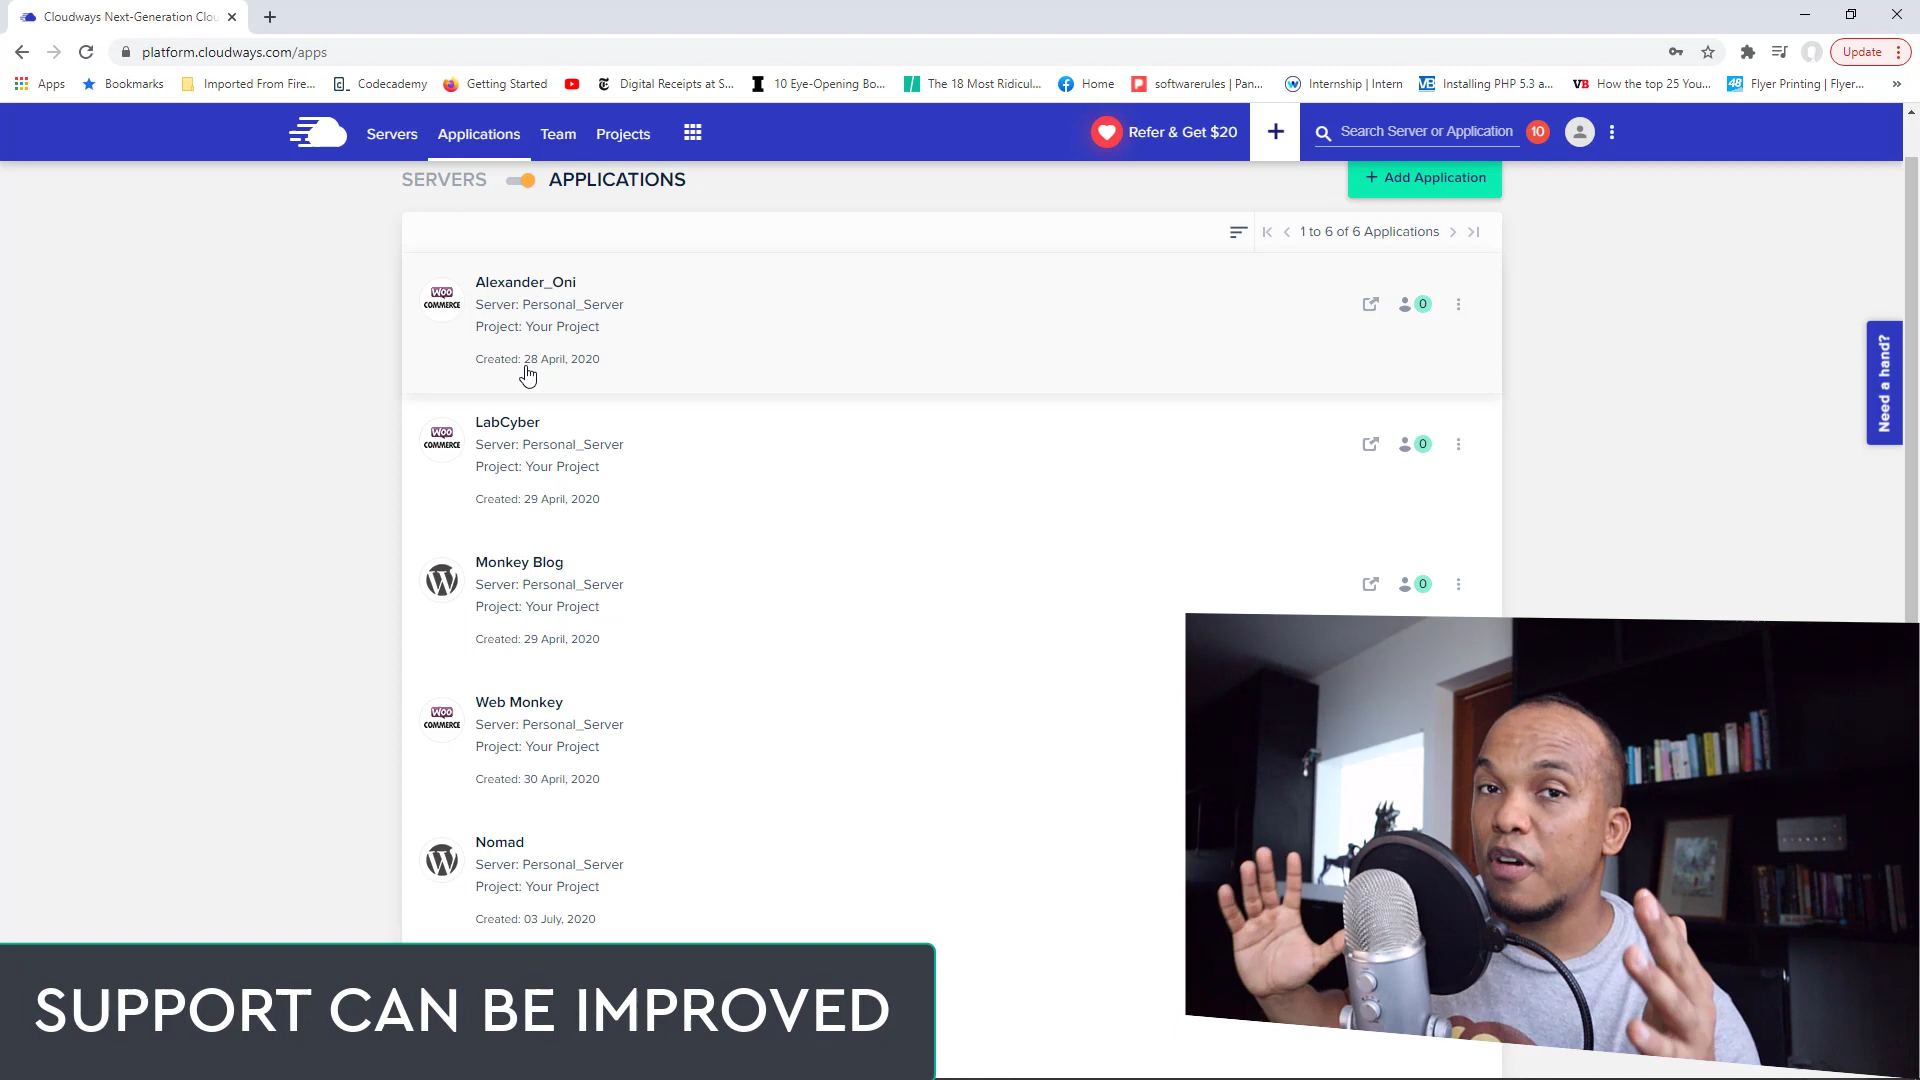 Cloudways Next-Generation Clou
platform.cloudways.com/apps
Update
Apps
Bookmarks
Imported From Fire...
Codecademy
Getting Started
Digital Receipts at S...
10 Eye-Opening Bo...
The 18 Most Ridicul...
Home
softwarerules | Pan...
Internship | Intern
Installing PHP 5.3 a...
How the top 25 You...
Flyer Printing | Flyer...
»
Servers
Applications
Team
Projects
Refer & Get $20
+
Search Server or Application
10
SERVERS
APPLICATIONS
+ Add Application
1 to 6 of 6 Applications
WOO COMMERCE
Alexander_Oni
Server: Personal_Server
Project: Your Project
Created: 28 April, 2020
0
WOO COMMERCE
LabCyber
Server: Personal_Server
Project: Your Project
Created: 29 April, 2020
0
Need a hand?
Monkey Blog
Server: Personal_Server
Project: Your Project
Created: 29 April, 2020
0
WOO COMMERCE
Web Monkey
Server: Personal_Server
Project: Your Project
Created: 30 April, 2020
Nomad
Server: Personal_Server
Project: Your Project
Created: 03 July, 2020
SUPPORT CAN BE IMPROVED